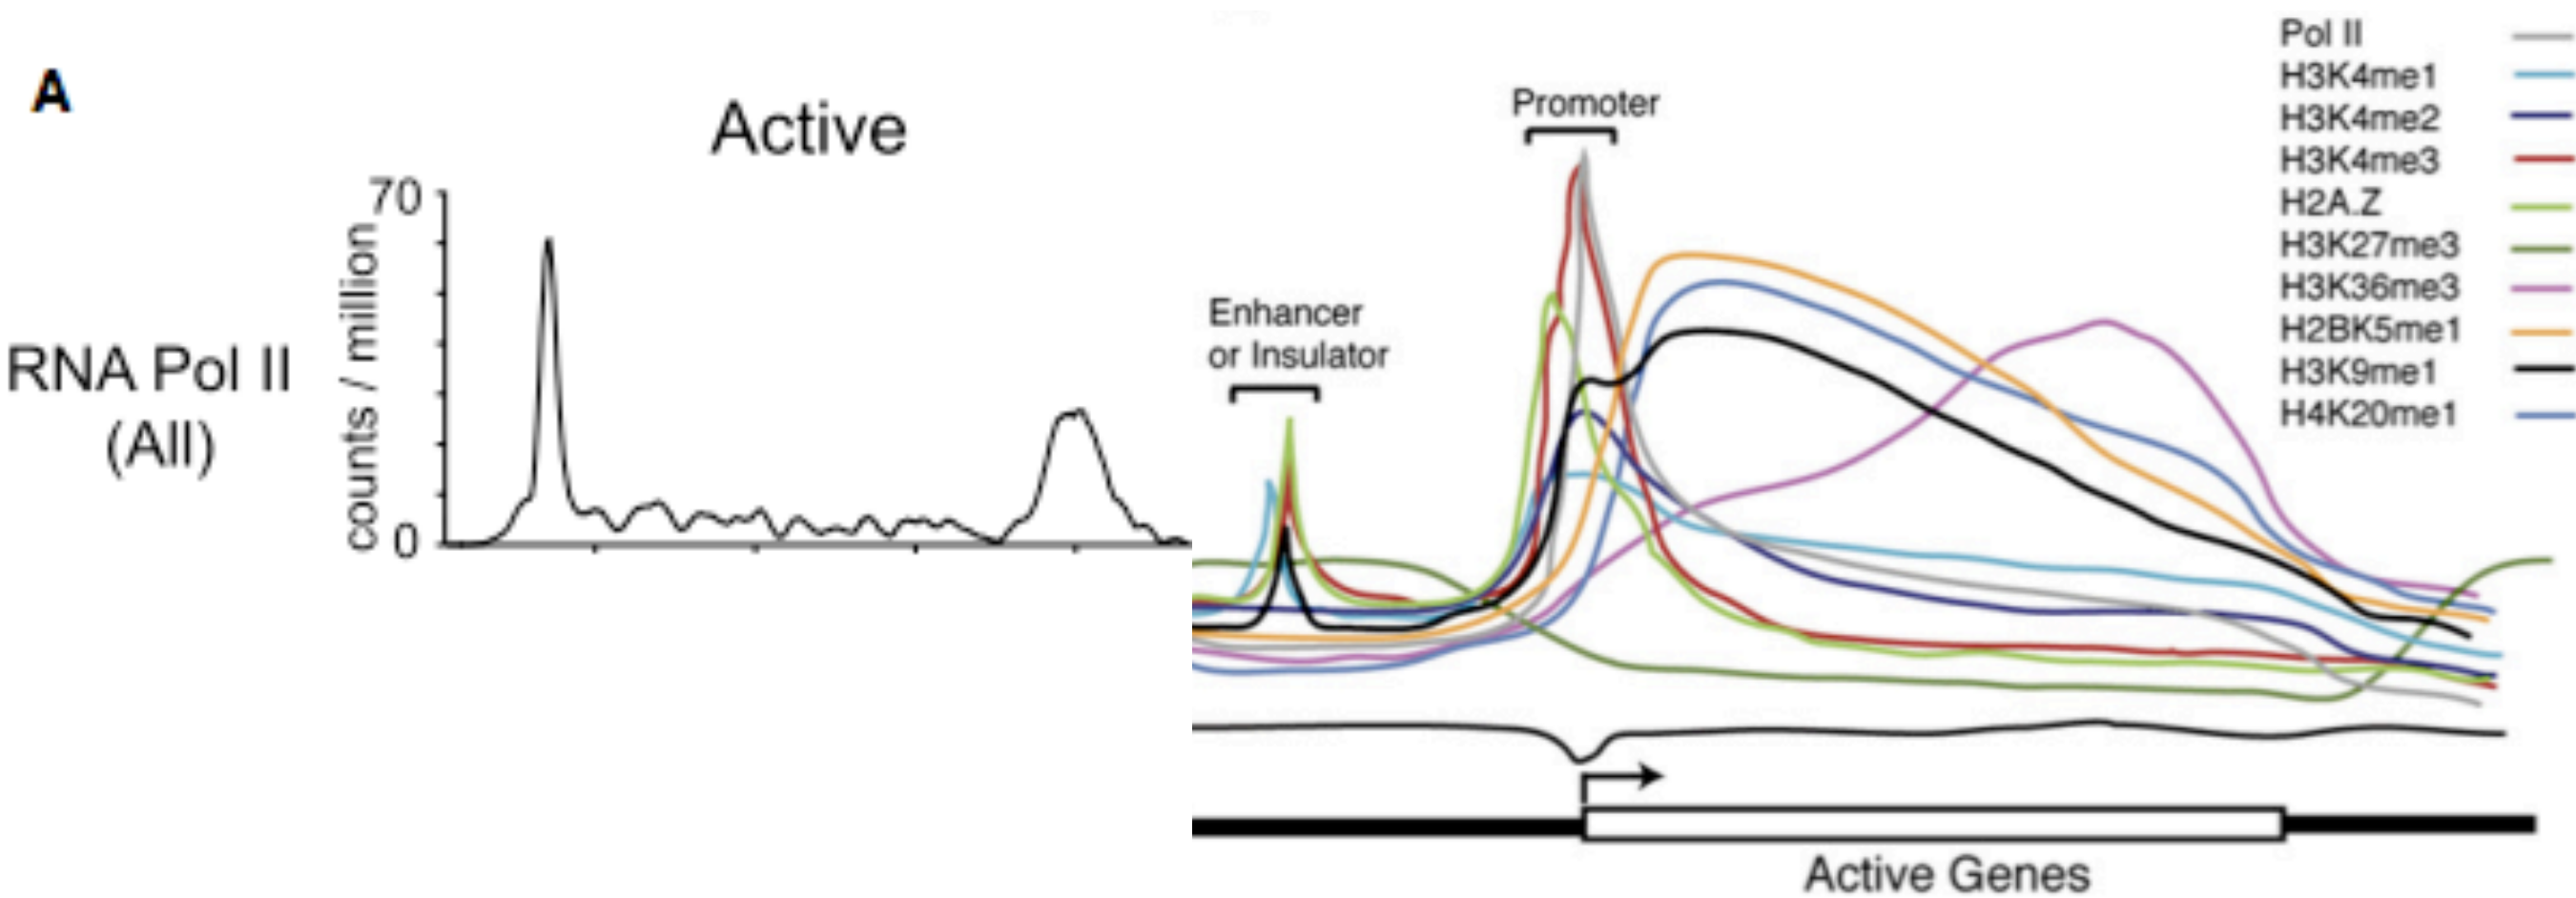 A
Active
70
counts / million
0
RNA Pol II
(All)
Promoter
Enhancer
or Insulator
Pol II
H3K4me1
H3K4me2
H3K4me3
H2A.Z
H3K27me3
H3K36me3
H2BK5me1
H3K9me1
H4K20me1
Active Genes